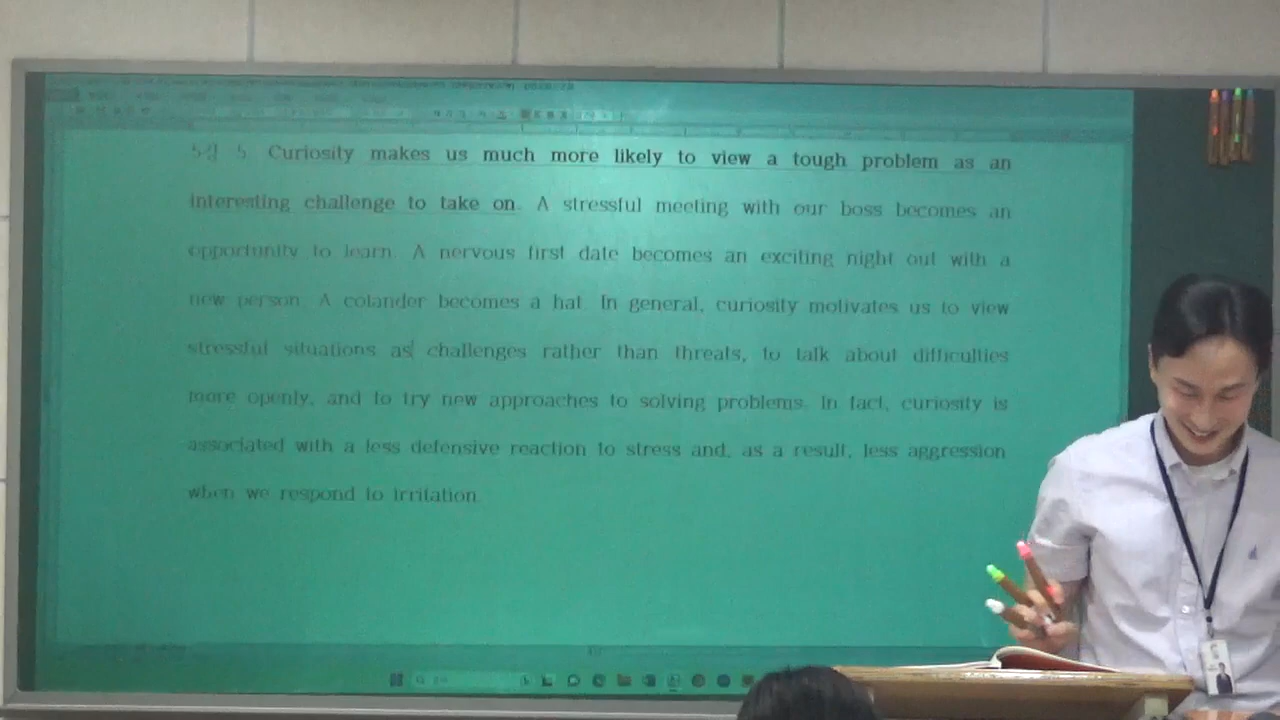 5강 5. Curiosity makes us much more likely to view a tough problem as an
interesting challenge to take on. A stressful meeting with our boss becomes an
opportunity to learn. A nervous first date becomes an exciting night out with a
new person. A colander becomes a hat. In general, curiosity motivates us to view
stressful situations as challenges rather than threats, to talk about difficulties
more openly, and to try new approaches to solving problems. In fact, curiosity is
associated with a less defensive reaction to stress and, as a result, less aggression
when we respond to irritation.